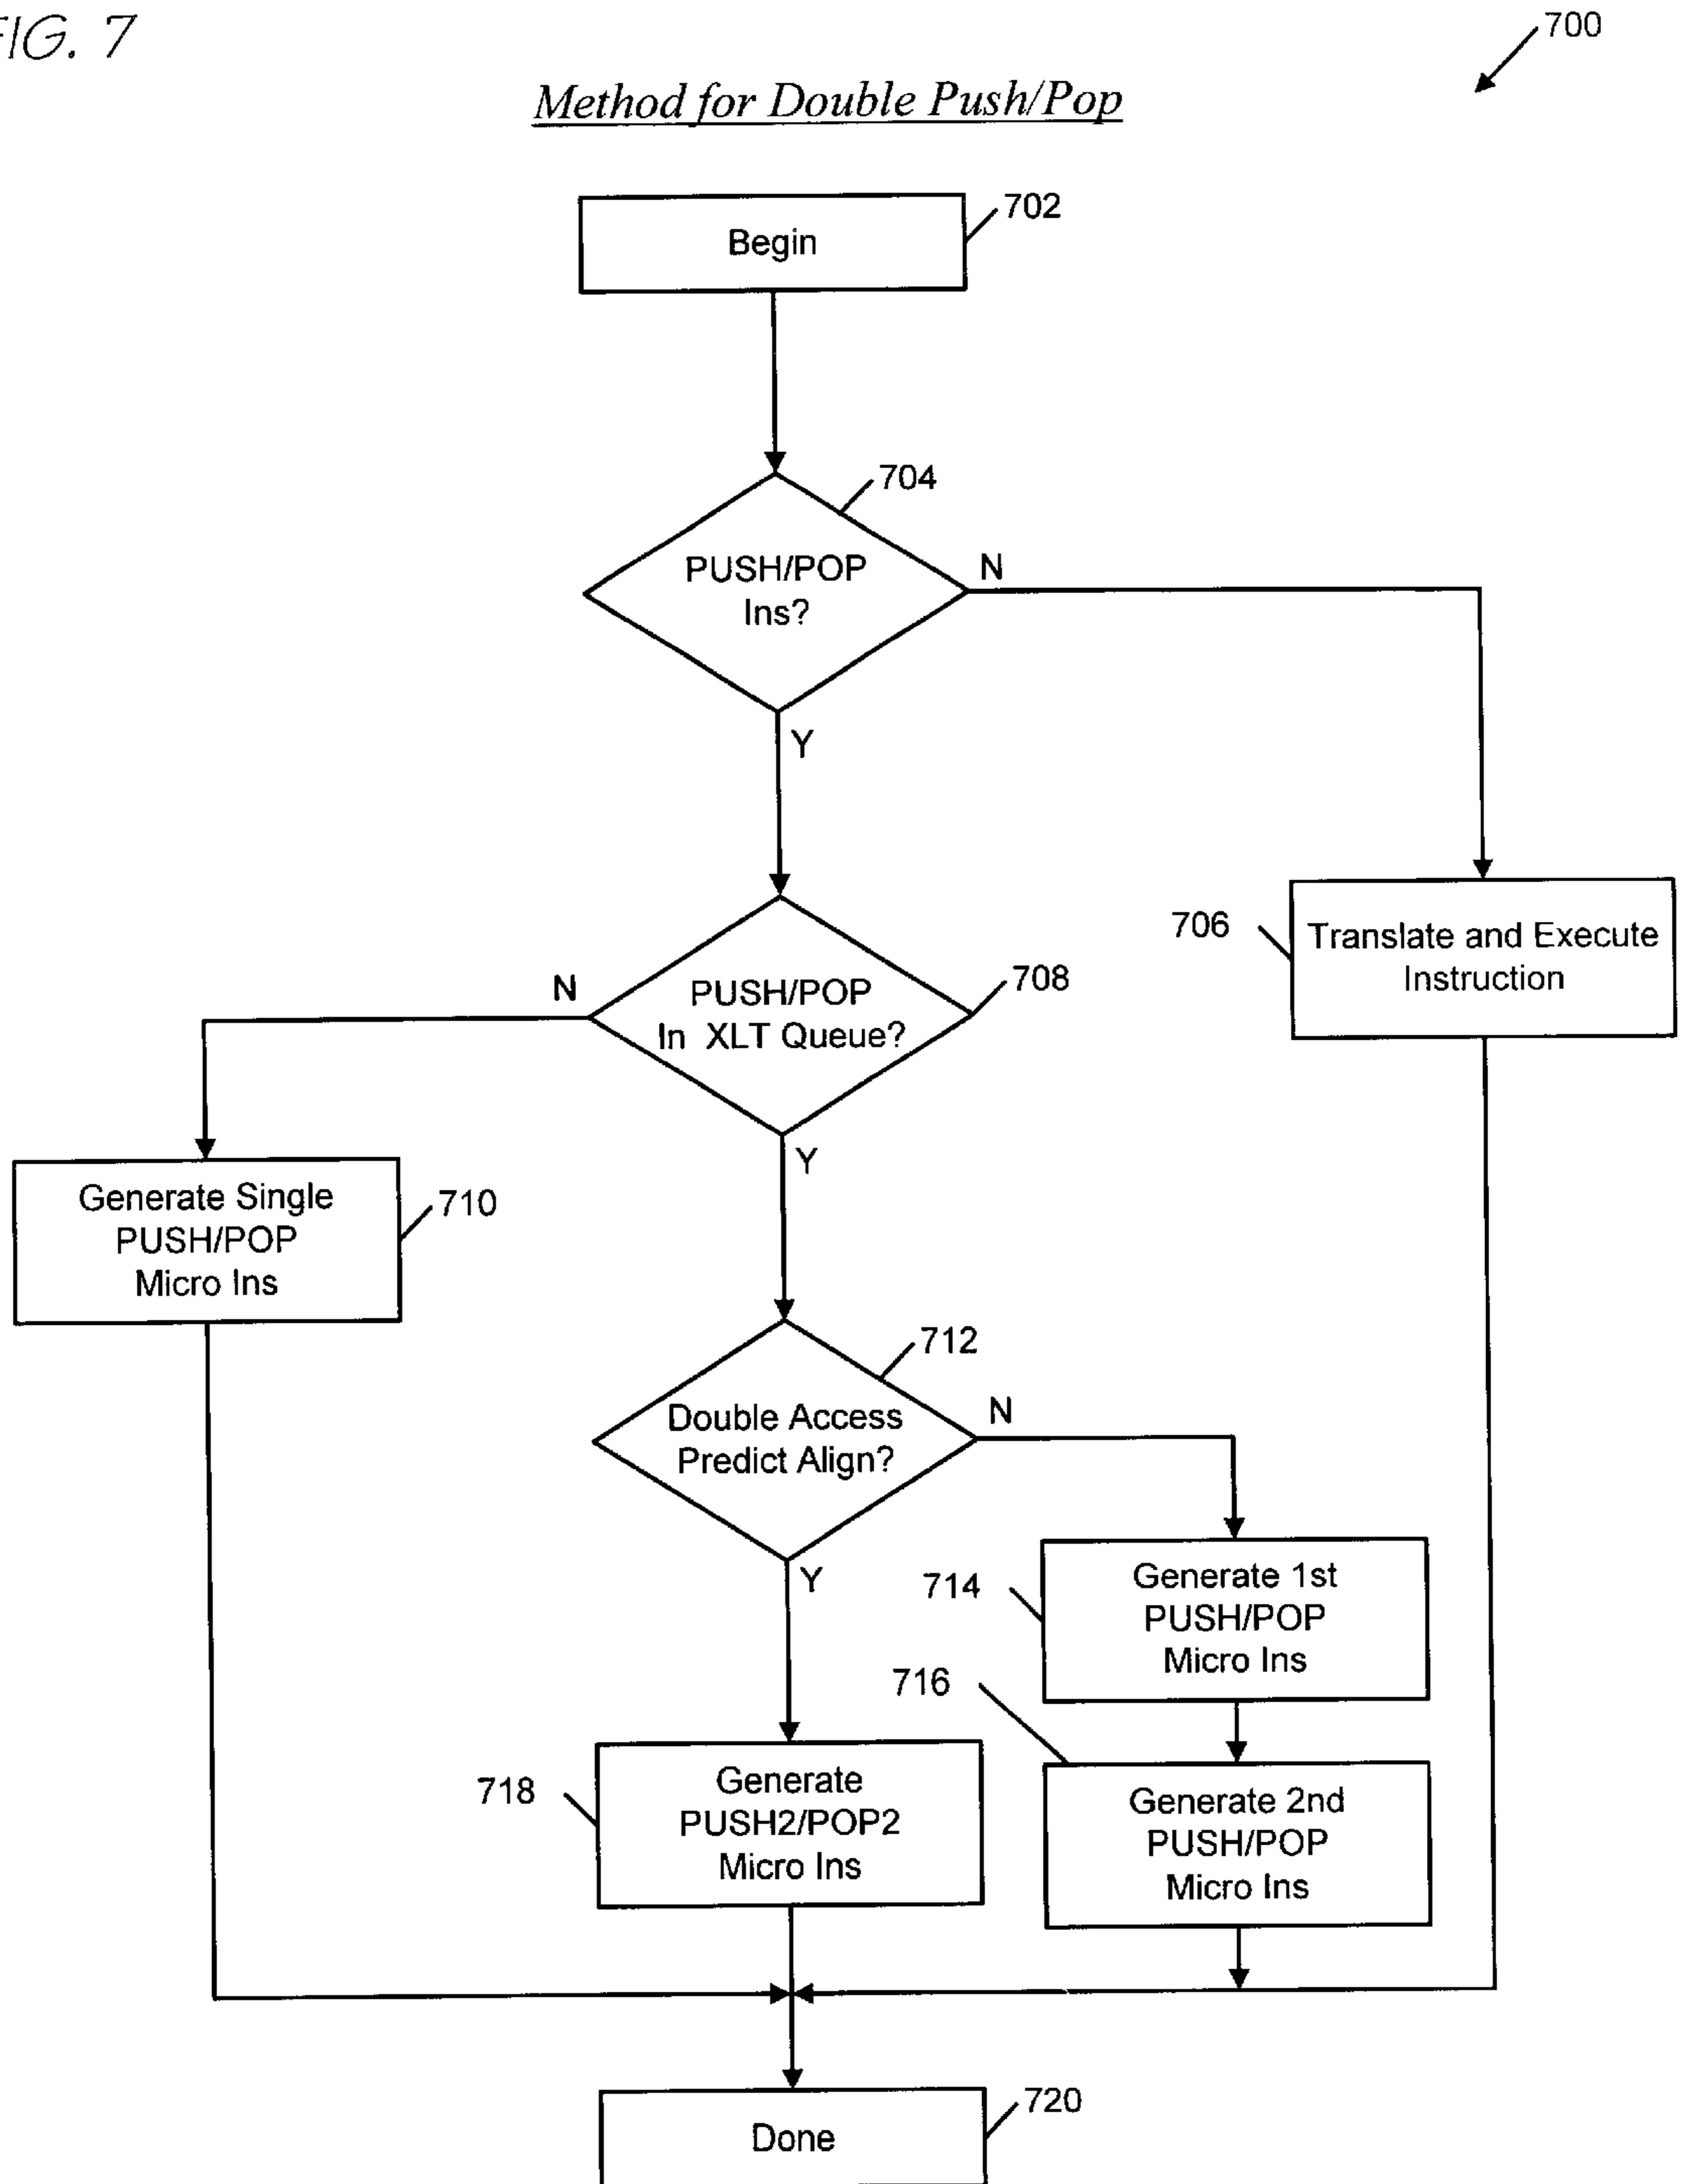 FIG. 7
700
Method for Double Push/Pop
702
Begin
704
PUSH/POP
Ins?
N
Y
706
Translate and Execute
Instruction
708
PUSH/POP
In XLT Queue?
N
Y
Generate Single
PUSH/POP
Micro Ins
710
712
Double Access
Predict Align?
N
Y
714
Generate 1st
PUSH/POP
Micro Ins
716
Generate 2nd
PUSH/POP
Micro Ins
718
Generate
PUSH2/POP2
Micro Ins
720
Done